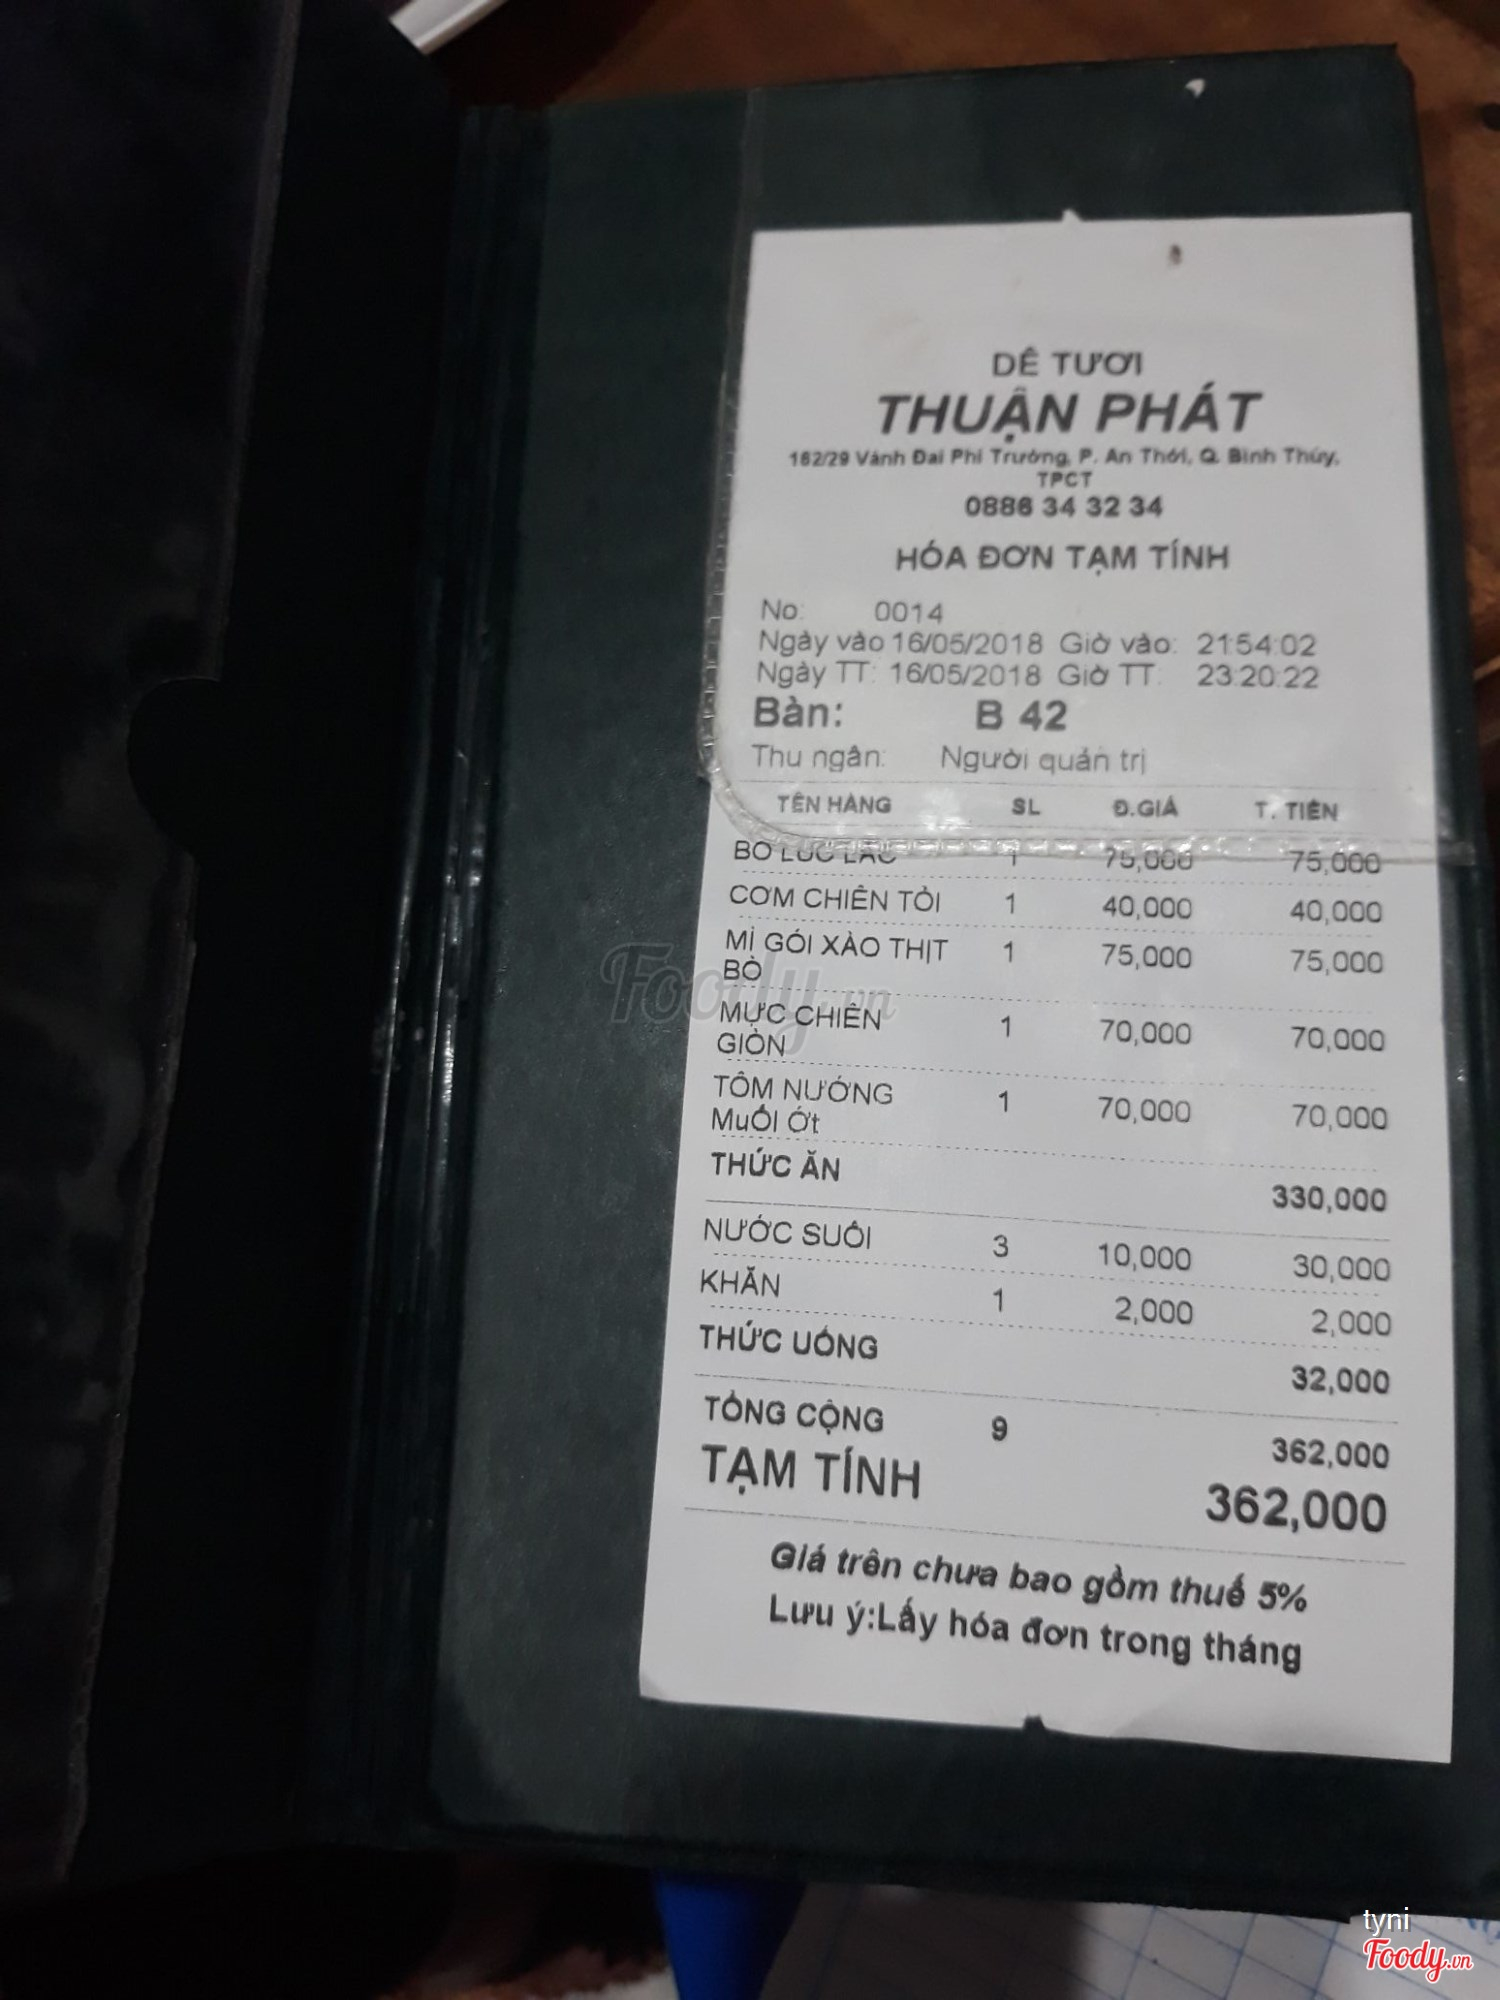 DÊ TƯƠI
THUẬN PHÁT
162/29 Vành Đai Phi Trường, P. An Thới, Q. Bình Thủy,
TPCT
0886 34 32 34
HÓA ĐƠN TẠM TÍNH
No: 0014
Ngày vào 16/05/2018 Giờ vào: 21:54:02
Ngày TT: 16/05/2018 Giờ TT: 23:20:22
Bàn: B 42
Thu ngân: Người quản trị
TÊN HÀNG SL Đ.GIÁ T. TIỀN
BÒ LÚC LẮC 1 75,000 75,000
CƠM CHIÊN TỎI 1 40,000 40,000
MÌ GÓI XÀO THỊT 1 75,000 75,000
BÒ
MỰC CHIÊN 1 70,000 70,000
GIÒN
TÔM NƯỚNG 1 70,000 70,000
MuỐI Ớt
THỨC ĂN 330,000
NƯỚC SUỐI 3 10,000 30,000
KHĂN 1 2,000 2,000
THỨC UỐNG 32,000
TỔNG CỘNG 9 362,000
TẠM TÍNH 362,000
Giá trên chưa bao gồm thuế 5%
Lưu ý:Lấy hóa đơn trong tháng
Foody.vn
tyni
Foody.vn